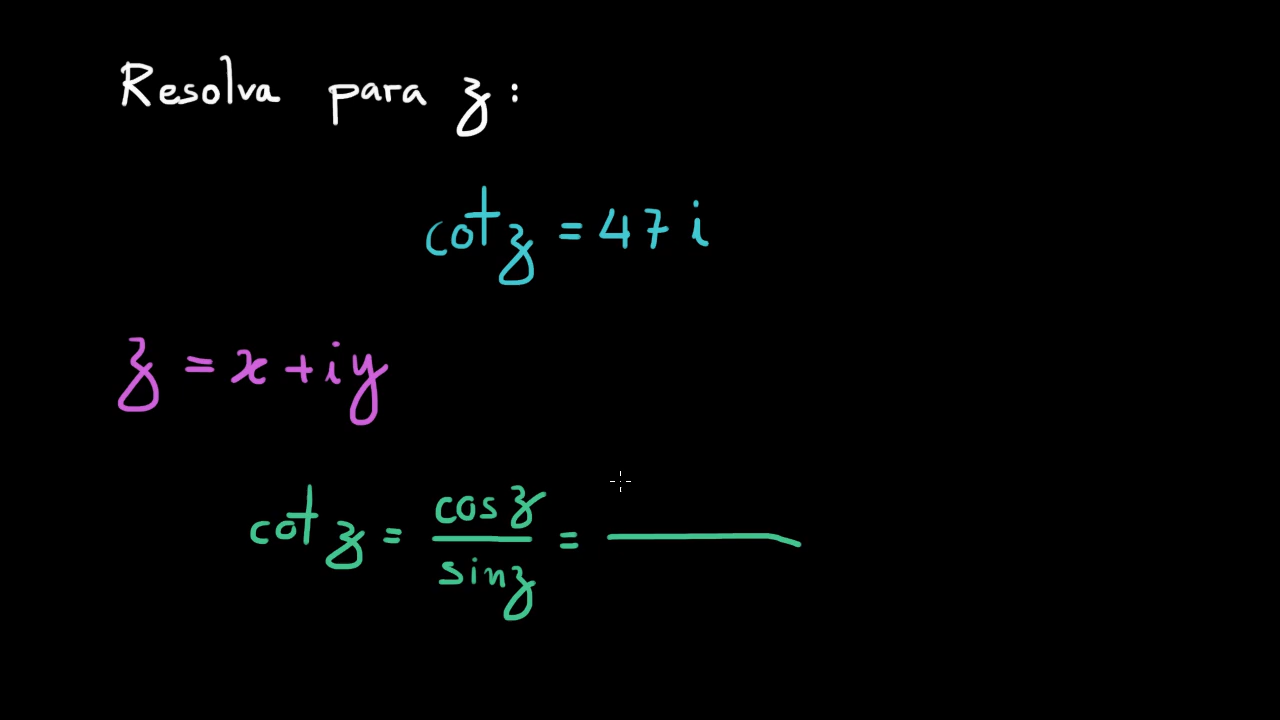 Resolva para z:
cot z = 47 i
z = x + iy
cot z = cos z / sin z =